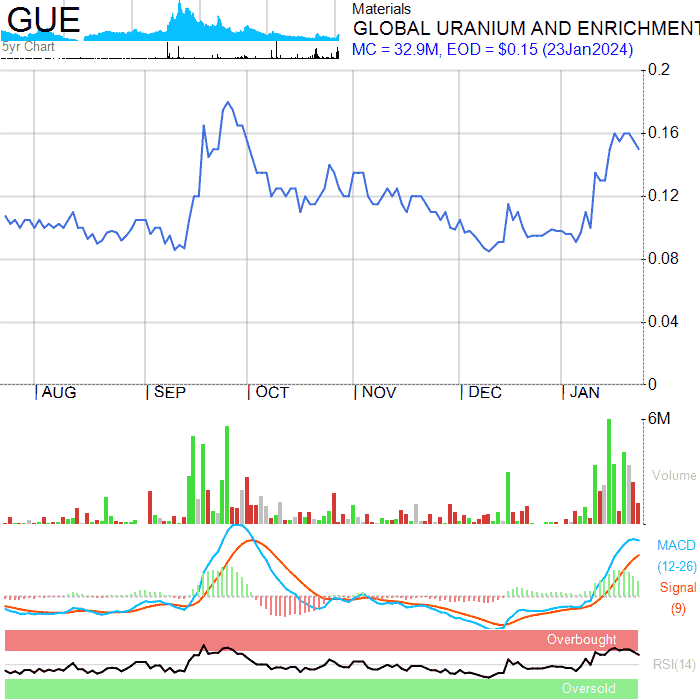 GUE
5yr Chart
Materials
GLOBAL URANIUM AND ENRICHMENT
MC = 32.9M, EOD = $0.15 (23Jan2024)
0.2
0.16
0.12
0.08
0.04
0
AUG
SEP
OCT
NOV
DEC
JAN
6M
Volume
MACD
(12-26)
Signal
(9)
Overbought
RSI(14)
Oversold